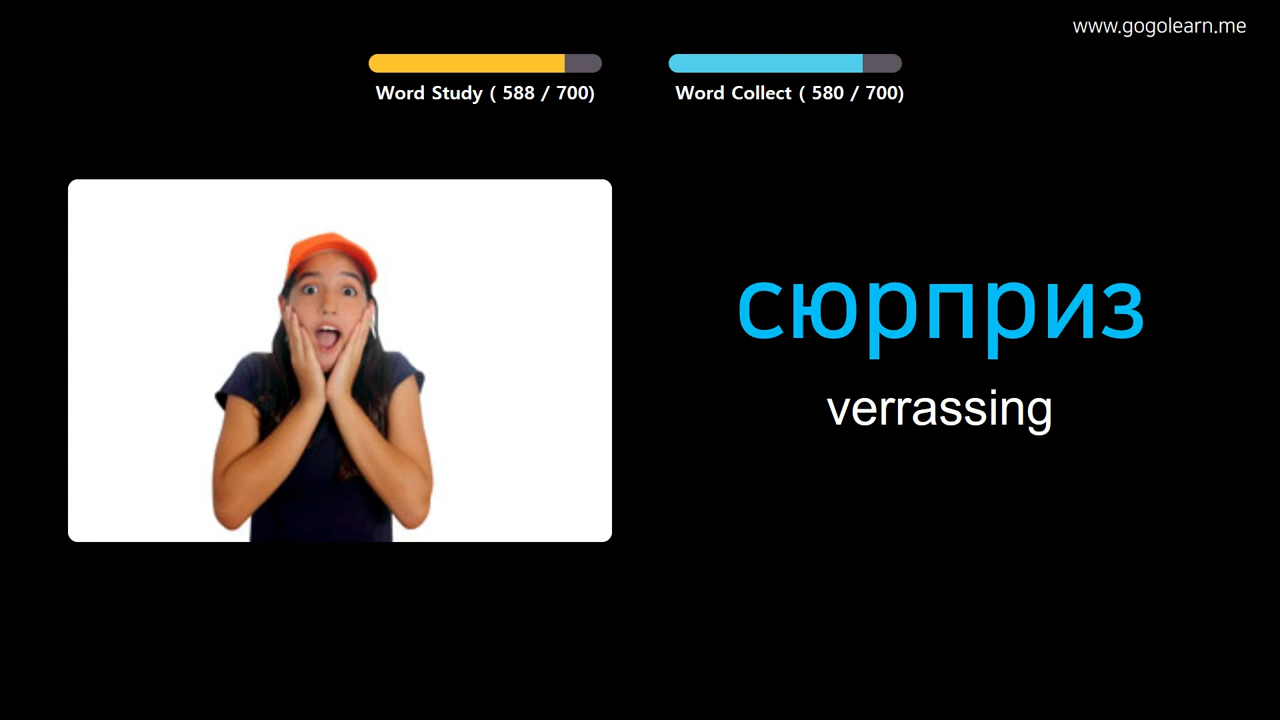 www.gogolearn.me
Word Study ( 588 / 700)
Word Collect ( 580 / 700)
сюрприз
verrassing